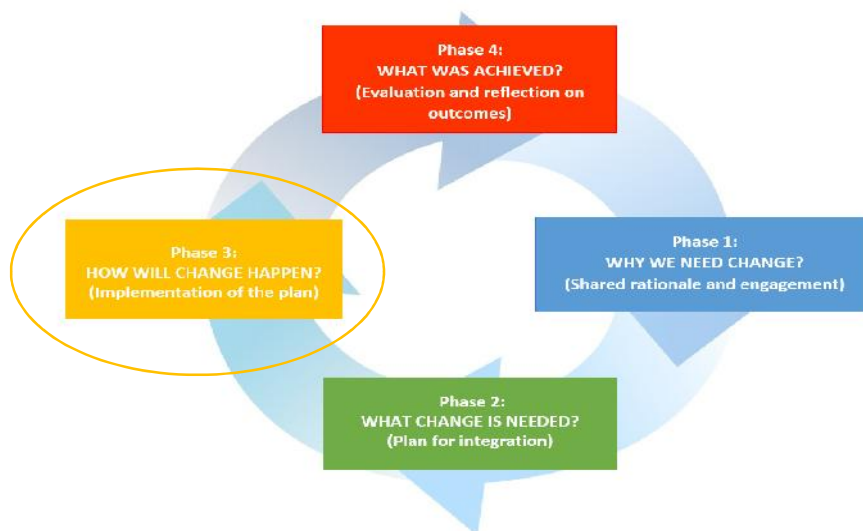 Phase 4:
WHAT WAS ACHIEVED?
(Evaluation and reflection on
outcomes)
Phase 3:
HOW WILL CHANGE HAPPEN?
(Implementation of the plan)
Phase 1:
WHY WE NEED CHANGE?
(Shared rationale and engagement)
Phase 2:
WHAT CHANGE IS NEEDED?
(Plan for integration)